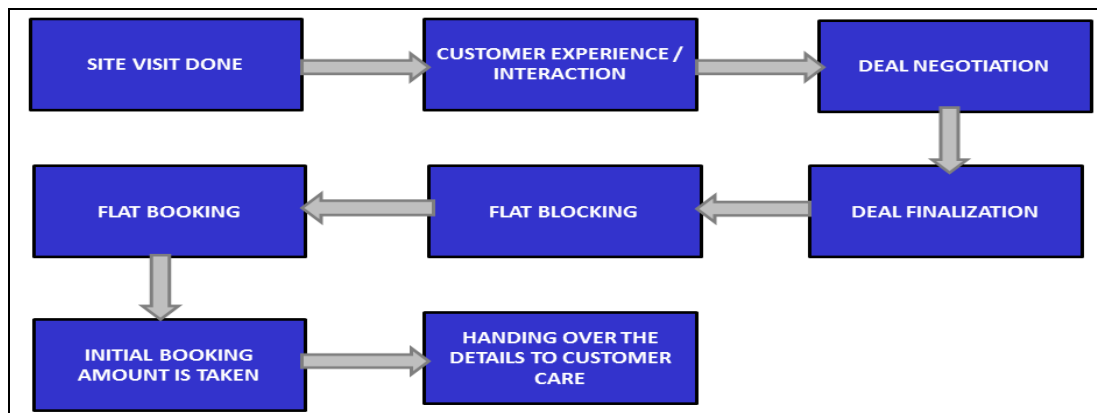 SITE VISIT DONE
CUSTOMER EXPERIENCE /
INTERACTION
DEAL NEGOTIATION
DEAL FINALIZATION
FLAT BLOCKING
FLAT BOOKING
INITIAL BOOKING
AMOUNT IS TAKEN
HANDING OVER THE
DETAILS TO CUSTOMER
CARE